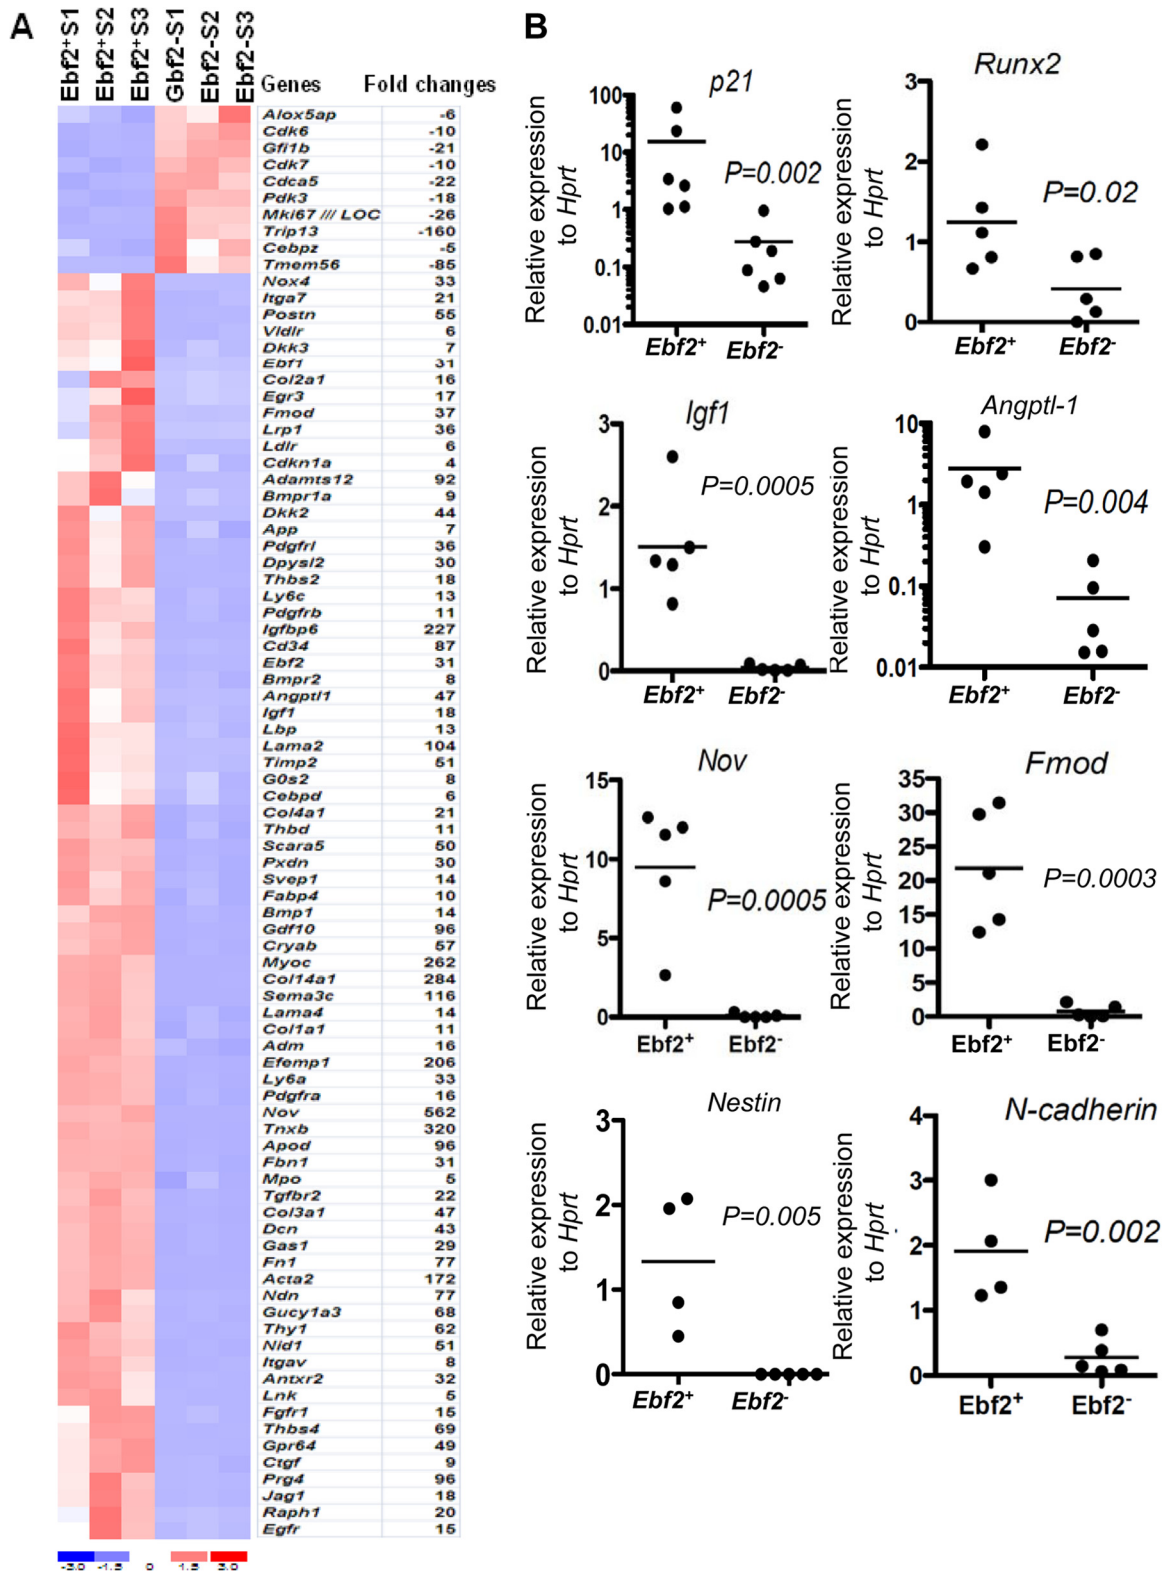 A
Ebf2⁺S1
Ebf2⁺S2
Ebf2⁺S3
Gbf2-S1
Ebf2-S2
Ebf2-S3
Genes Fold changes
Alox5ap -6
Cdk6 -10
Gfi1b -21
Cdk7 -10
Cdca5 -22
Pdk3 -18
Mki67 /// LOC -26
Trip13 -160
Cebpz -5
Tmem56 -85
Nox4 33
Itga7 21
Postn 55
Vldlr 6
Dkk3 7
Ebf1 31
Col2a1 16
Egr3 17
Fmod 37
Lrp1 36
Ldlr 6
Cdkn1a 4
Adamts12 92
Bmpr1a 9
Dkk2 44
App 7
Pdgfrl 36
Dpysl2 30
Thbs2 18
Ly6c 13
Pdgfrb 11
Igfbp6 227
Cd34 87
Ebf2 31
Bmpr2 8
Angptl1 47
Igf1 18
Lbp 13
Lama2 104
Timp2 51
G0s2 8
Cebpd 6
Col4a1 21
Thbd 11
Scara5 50
Pxdn 30
Svep1 14
Fabp4 10
Bmp1 14
Gdf10 96
Cryab 57
Myoc 262
Col14a1 284
Sema3c 116
Lama4 14
Col1a1 11
Adm 16
Efemp1 206
Ly6a 33
Pdgfra 16
Nov 562
Tnxb 320
Apod 96
Fbn1 31
Mpo 5
Tgfbr2 22
Col3a1 47
Dcn 43
Gas1 29
Fn1 77
Acta2 172
Ndn 77
Gucy1a3 68
Thy1 62
Nid1 51
Itgav 8
Antxr2 32
Lnk 5
Fgfr1 15
Thbs4 69
Gpr64 49
Ctgf 9
Prg4 96
Jag1 18
Raph1 20
Egfr 15
-3.0 -1.5 0 1.5 3.0
B
p21
Relative expression
to Hprt
100
10
1
0.1
0.01
P=0.002
Ebf2⁺ Ebf2⁻
Runx2
Relative expression
to Hprt
3
2
1
0
P=0.02
Ebf2⁺ Ebf2⁻
Igf1
Relative expression
to Hprt
3
2
1
0
P=0.0005
Ebf2⁺ Ebf2⁻
Angptl-1
Relative expression
to Hprt
10
1
0.1
0.01
P=0.004
Ebf2⁺ Ebf2⁻
Nov
Relative expression
to Hprt
15
10
5
0
P=0.0005
Ebf2⁺ Ebf2⁻
Fmod
Relative expression
to Hprt
35
30
25
20
15
10
5
0
P=0.0003
Ebf2⁺ Ebf2⁻
Nestin
Relative expression
to Hprt
3
2
1
0
P=0.005
Ebf2⁺ Ebf2⁻
N-cadherin
Relative expression
to Hprt
4
3
2
1
0
P=0.002
Ebf2⁺ Ebf2⁻